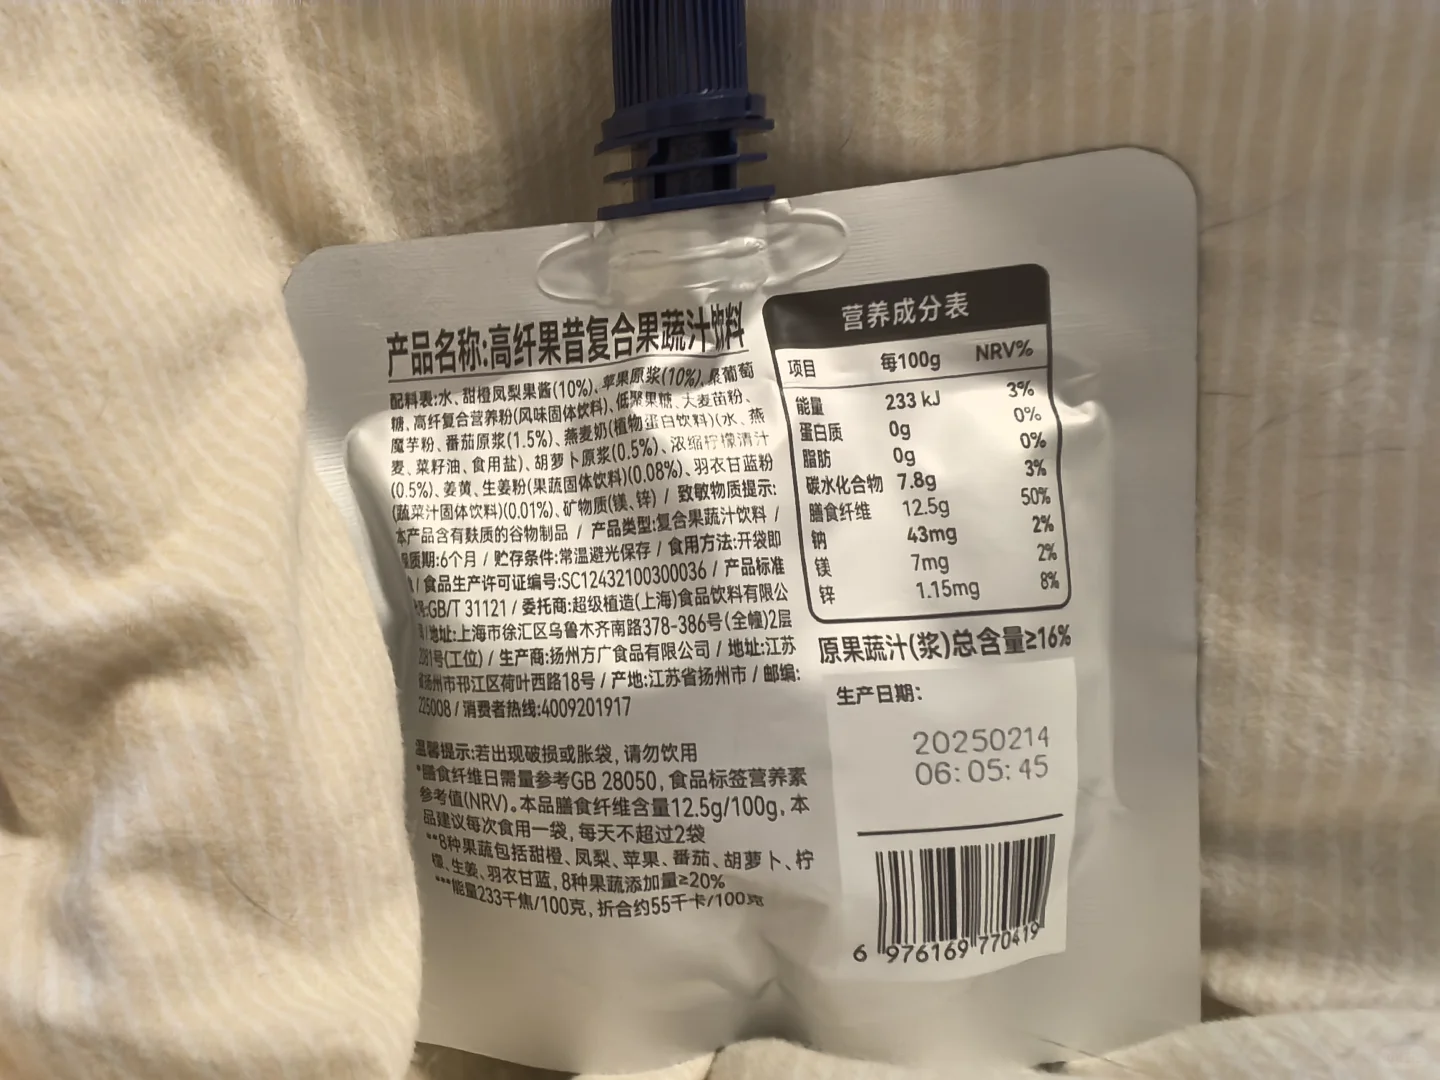 产品名称:高纤果昔复合果蔬汁饮料
配料表:水、甜橙凤梨果酱(10%)、苹果原浆(10%)、聚葡萄
糖、高纤复合营养粉(风味固体饮料)、低聚果糖、大麦苗粉、
魔芋粉、番茄原浆(1.5%)、燕麦奶(植物蛋白饮料)(水、燕
麦、菜籽油、食用盐)、胡萝卜原浆(0.5%)、浓缩柠檬清汁
(0.5%)、姜黄、生姜粉(果蔬固体饮料)(0.08%)、羽衣甘蓝粉
(蔬菜汁固体饮料)(0.01%)、矿物质(镁、锌) / 致敏物质提示:
本产品含有麸质的谷物制品 / 产品类型:复合果蔬汁饮料 /
保质期:6个月 / 贮存条件:常温避光保存 / 食用方法:开袋即
/ 食品生产许可证编号:SC12432100300036 / 产品标准
号:GB/T 31121 / 委托商:超级植造(上海)食品饮料有限公
/ 地址:上海市徐汇区乌鲁木齐南路378-386号(全幢)2层
号(工位) / 生产商:扬州方广食品有限公司 / 地址:江苏
省扬州市邗江区荷叶西路18号 / 产地:江苏省扬州市 / 邮编:
225008 / 消费者热线:4009201917
温馨提示:若出现破损或胀袋, 请勿饮用
*膳食纤维日需量参考GB 28050, 食品标签营养素
参考值(NRV)。本品膳食纤维含量12.5g/100g, 本
品建议每次食用一袋, 每天不超过2袋
**8种果蔬包括甜橙、凤梨、苹果、番茄、胡萝卜、柠
檬、生姜、羽衣甘蓝, 8种果蔬添加量≥20%
***能量233千焦/100克, 折合约55千卡/100克
营养成分表
项目 每100g NRV%
能量 233 kJ 3%
蛋白质 0g 0%
脂肪 0g 0%
碳水化合物 7.8g 3%
膳食纤维 12.5g 50%
钠 43mg 2%
镁 7mg 2%
锌 1.15mg 8%
原果蔬汁(浆)总含量≥16%
生产日期:
20250214
06:05:45
6 976169 770419